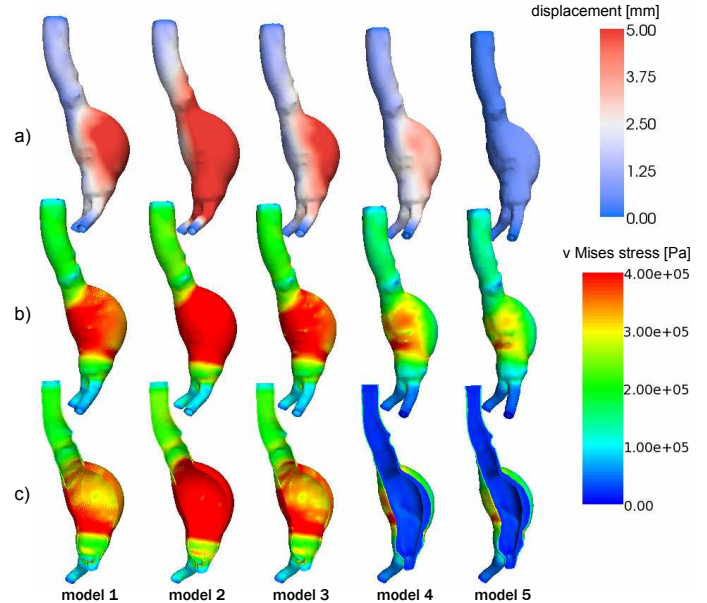 displacement [mm]
5.00
3.75
2.50
1.25
0.00
a)
v Mises stress [Pa]
4.00e+05
3.00e+05
2.00e+05
1.00e+05
0.00
b)
c)
model 1 model 2 model 3 model 4 model 5